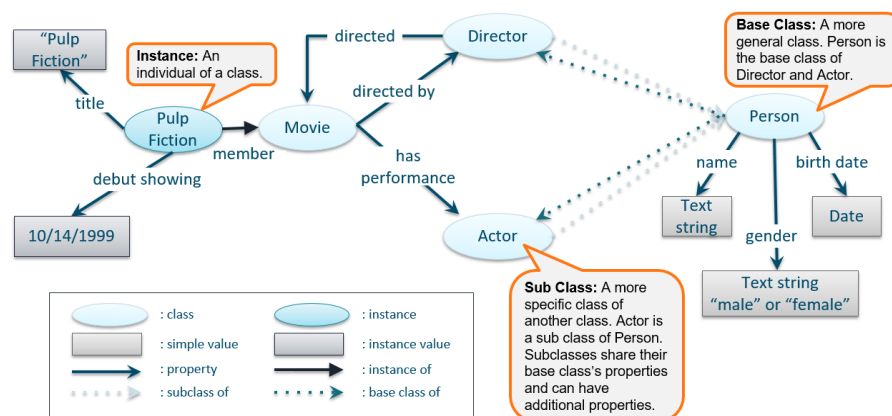 “Pulp
Fiction”
Instance: An
individual of a class.
directed
Director
Base Class: A more
general class. Person is
the base class of
Director and Actor.
title
directed by
Pulp
Fiction
Movie
Person
member
debut showing
has
performance
name
birth date
10/14/1999
Actor
Text
string
Date
gender
Text string
“male” or “female”
Sub Class: A more
specific class of
another class. Actor is
a sub class of Person.
Subclasses share their
base class’s properties
and can have
additional properties.
: class
: instance
: simple value
: instance value
: property
: instance of
: subclass of
: base class of